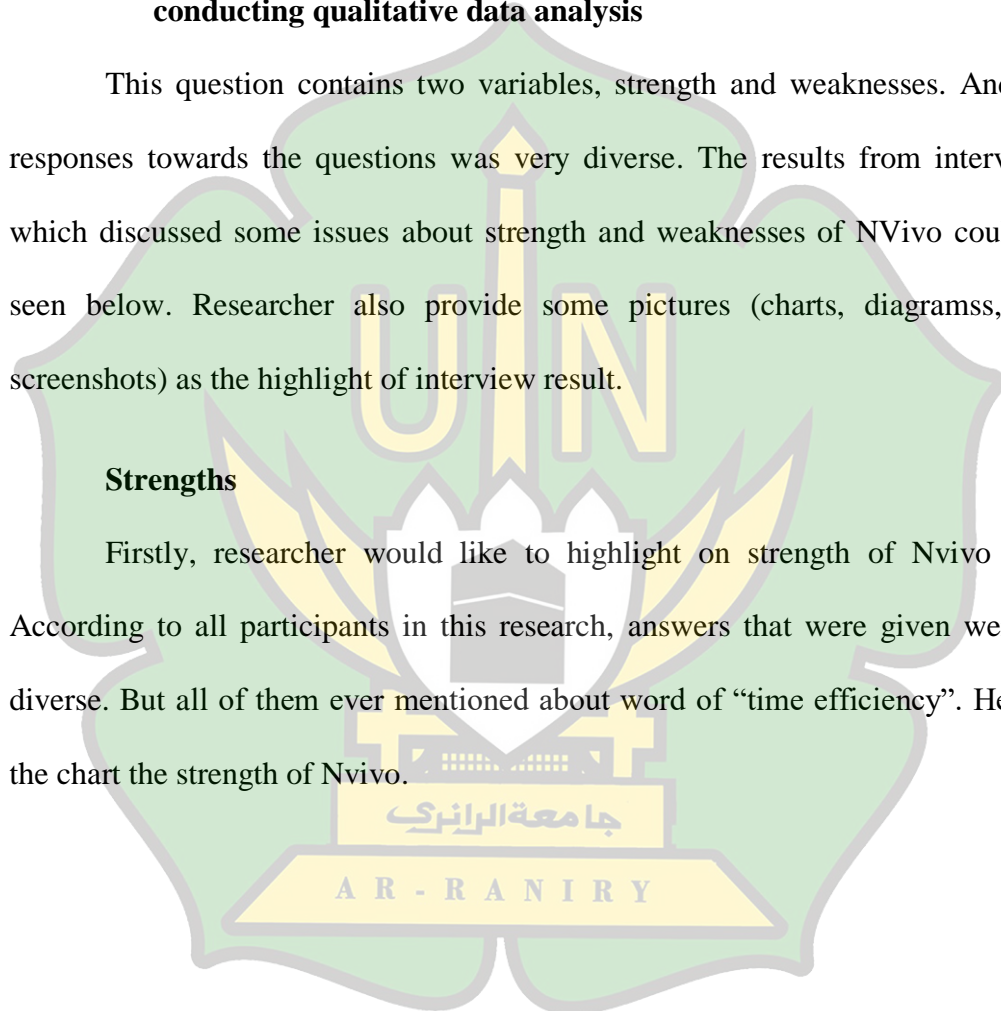 conducting qualitative data analysis
This question contains two variables, strength and weaknesses. And
responses towards the questions was very diverse. The results from interv
which discussed some issues about strength and weaknesses of NVivo cou
seen below. Researcher also provide some pictures (charts, diagramss,
screenshots) as the highlight of interview result.
Strengths
Firstly, researcher would like to highlight on strength of Nvivo
According to all participants in this research, answers that were given we
diverse. But all of them ever mentioned about word of “time efficiency”. He
the chart the strength of Nvivo.
UIN
جامعة الرانري
AR-RANIRY